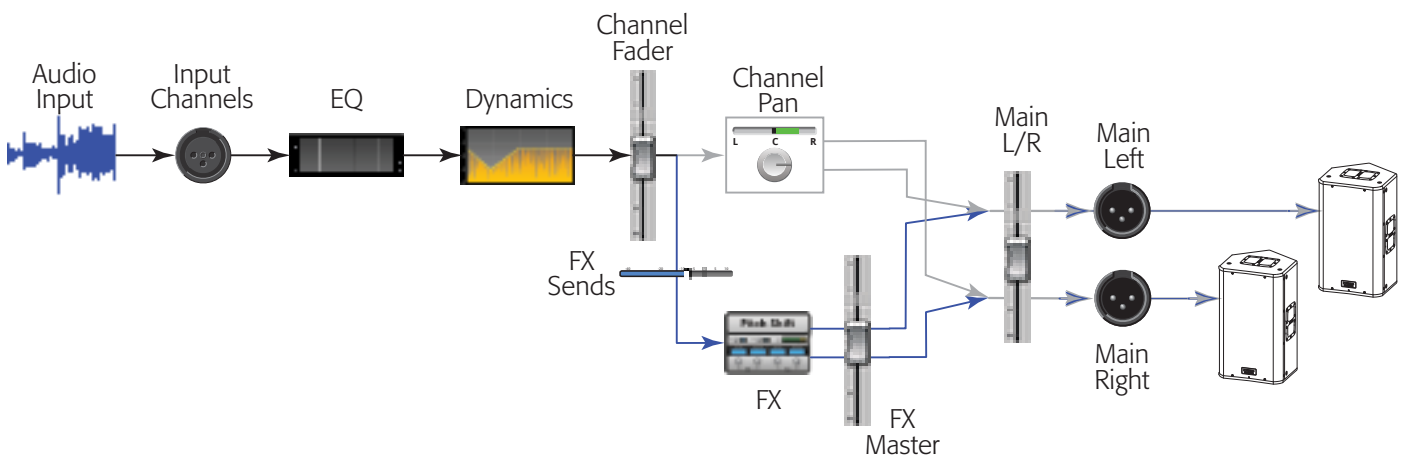 Audio
Input
Input
Channels
EQ
Dynamics
Channel
Fader
Channel
Pan
L C R
Main
L/R
Main
Left
FX
Sends
Pitch Shift
FX
FX
Master
Main
Right